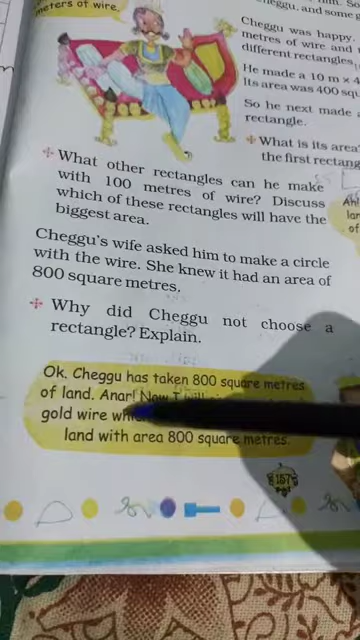 meters of wire.
Cheggu was happy.
metres of wire and
different rectangles
He made a 10 m ×
Its area was 400 squ
So he next made
rectangle.
What is its area
the first rectang
What other rectangles can he make
with 100 metres of wire? Discuss
which of these rectangles will have the
biggest area.
Cheggu's wife asked him to make a circle
with the wire. She knew it had an area of
800 square metres.
Why did Cheggu not choose a
rectangle? Explain.
Ok. Cheggu has taken 800 square metres
of land. Anar! Now I will
gold wire
land with area 800 square metres.
157